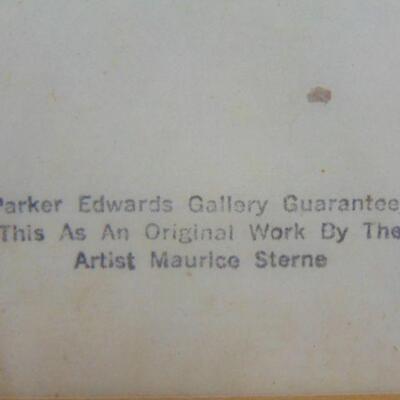 Parker Edwards Gallery Guarantee
This As An Original Work By The
Artist Maurice Sterne